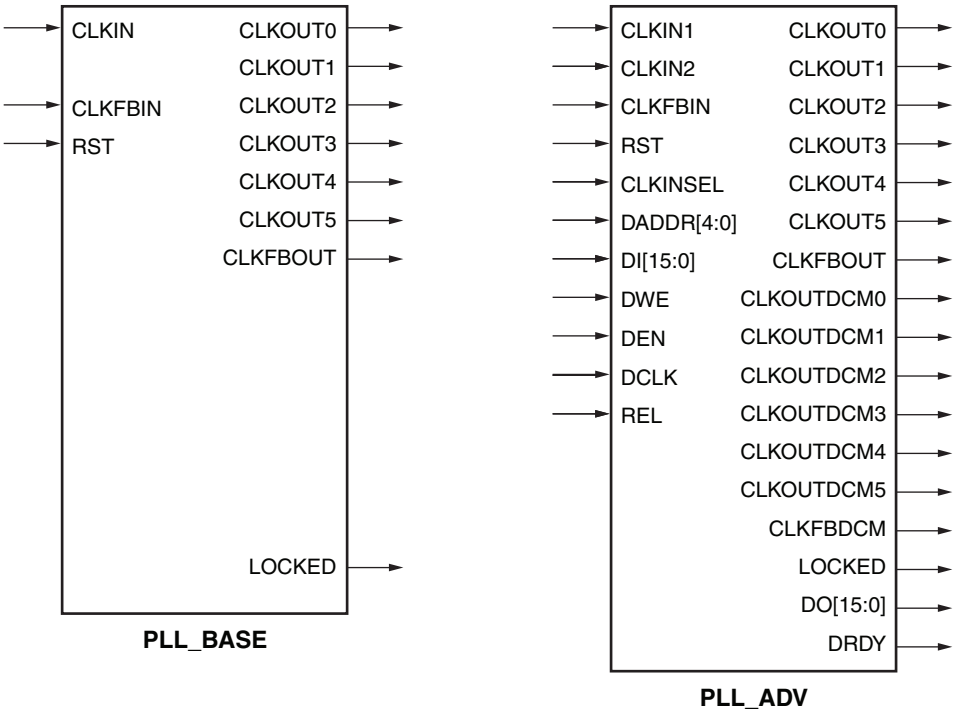 CLKIN
CLKFBIN
RST
CLKOUT0
CLKOUT1
CLKOUT2
CLKOUT3
CLKOUT4
CLKOUT5
CLKFBOUT
LOCKED
PLL_BASE
CLKIN1
CLKIN2
CLKFBIN
RST
CLKINSEL
DADDR[4:0]
DI[15:0]
DWE
DEN
DCLK
REL
CLKOUT0
CLKOUT1
CLKOUT2
CLKOUT3
CLKOUT4
CLKOUT5
CLKFBOUT
CLKOUTDCM0
CLKOUTDCM1
CLKOUTDCM2
CLKOUTDCM3
CLKOUTDCM4
CLKOUTDCM5
CLKFBDCM
LOCKED
DO[15:0]
DRDY
PLL_ADV